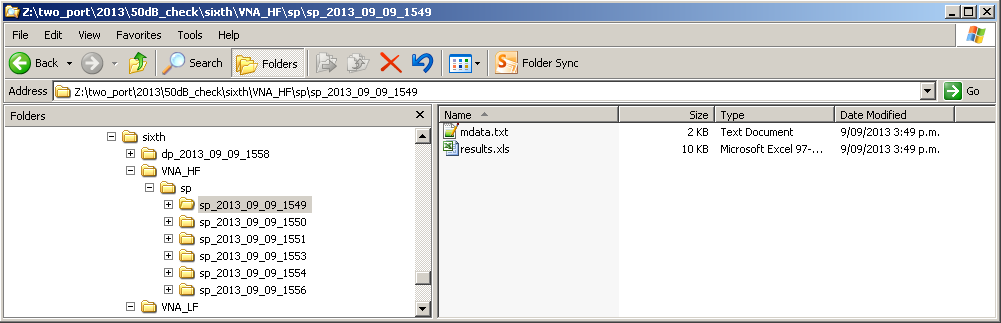 Z:\two_port\2013\50dB_check\sixth\VNA_HF\sp\sp_2013_09_09_1549
File Edit View Favorites Tools Help
Back Search Folders Folder Sync
Address Z:\two_port\2013\50dB_check\sixth\VNA_HF\sp\sp_2013_09_09_1549 Go
Folders
sixth
dp_2013_09_09_1558
VNA_HF
sp
sp_2013_09_09_1549
sp_2013_09_09_1550
sp_2013_09_09_1551
sp_2013_09_09_1553
sp_2013_09_09_1554
sp_2013_09_09_1556
VNA_LF
Name Size Type Date Modified
mdata.txt 2 KB Text Document 9/09/2013 3:49 p.m.
results.xls 10 KB Microsoft Excel 97-... 9/09/2013 3:49 p.m.